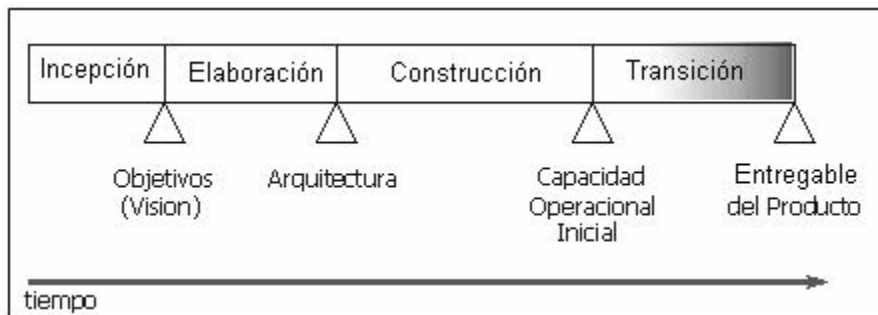 Incepción
Elaboración
Construcción
Transición
Objetivos
(Vision)
Arquitectura
Capacidad
Operacional
Inicial
Entregable
del Producto
tiempo